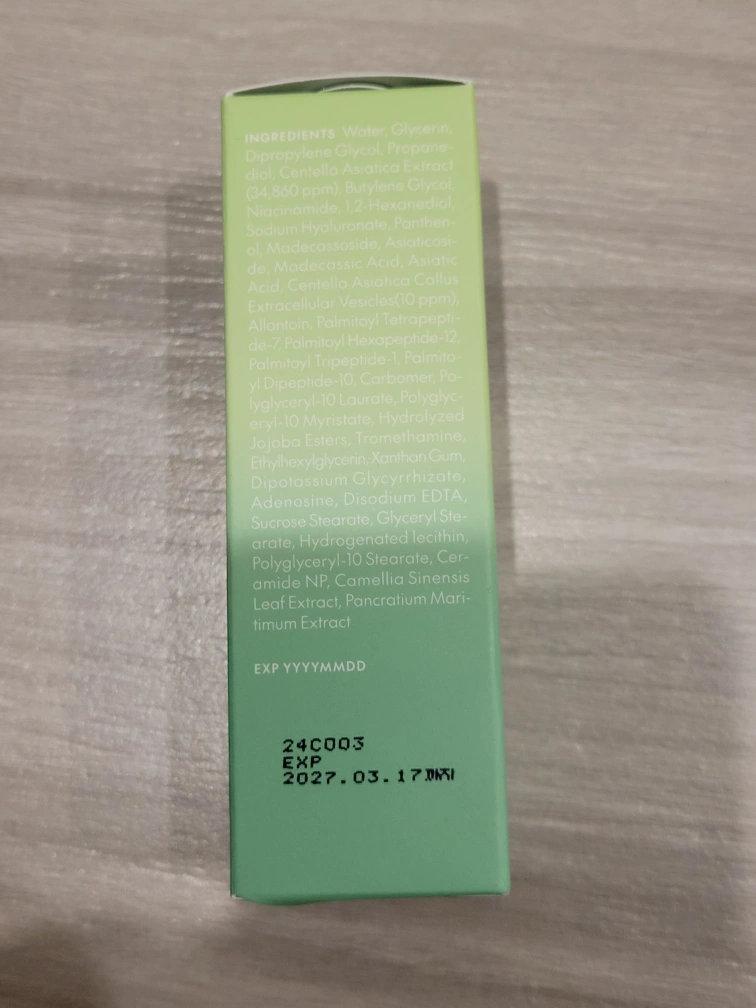 INGREDIENTS Water, Glycerin,
Dipropylene Glycol, Propane-
diol, Centella Asiatica Extract
(34,860 ppm), Butylene Glycol,
Niacinamide, 1,2-Hexanediol,
Sodium Hyaluronate, Panthen-
ol, Madecassoside, Asiaticosi-
de, Madecassic Acid, Asiatic
Acid, Centella Asiatica Callus
Extracellular Vesicles(10 ppm),
Allantoin, Palmitoyl Tetrapepti-
de-7, Palmitoyl Hexapeptide-12,
Palmitoyl Tripeptide-1, Palmito-
yl Dipeptide-10, Carbomer, Po-
lyglyceryl-10 Laurate, Polyglyc-
eryl-10 Myristate, Hydrolyzed
Jojoba Esters, Tromethamine,
Ethylhexylglycerin, Xanthan Gum,
Dipotassium Glycyrrhizate,
Adenosine, Disodium EDTA,
Sucrose Stearate, Glyceryl Ste-
arate, Hydrogenated lecithin,
Polyglyceryl-10 Stearate, Cer-
amide NP, Camellia Sinensis
Leaf Extract, Pancratium Mari-
timum Extract
EXP YYYYMMDD
24C003
EXP
2027.03.17까지